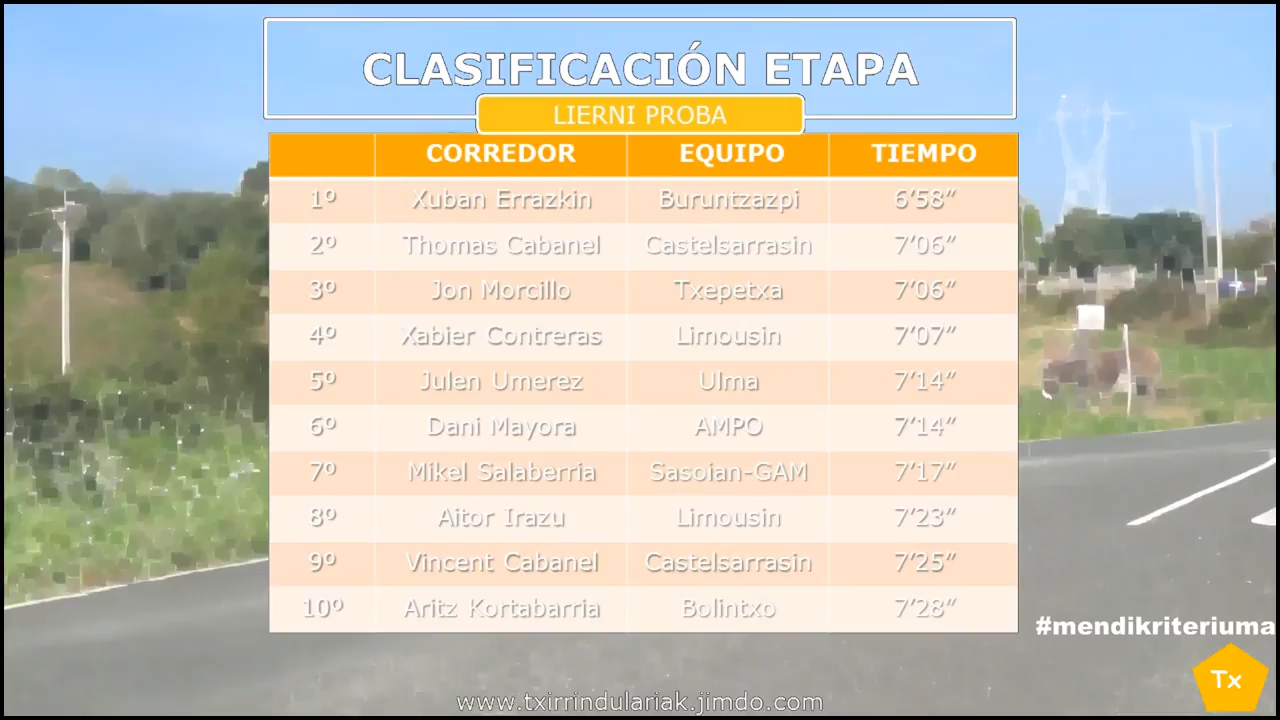 CLASIFICACIÓN ETAPA
LIERNI PROBA
CORREDOR EQUIPO TIEMPO
1º Xuban Errazkin Buruntzazpi 6’58”
2º Thomas Cabanel Castelsarrasin 7’06”
3º Jon Morcillo Txepetxa 7’06”
4º Xabier Contreras Limousin 7’07”
5º Julen Umerez Ulma 7’14”
6º Dani Mayora AMPO 7’14”
7º Mikel Salaberria Sasoian-GAM 7’17”
8º Aitor Irazu Limousin 7’23”
9º Vincent Cabanel Castelsarrasin 7’25”
10º Aritz Kortabarria Bolintxo 7’28”
#mendikriteriuma
Tx
www.txirrindulariak.jimdo.com